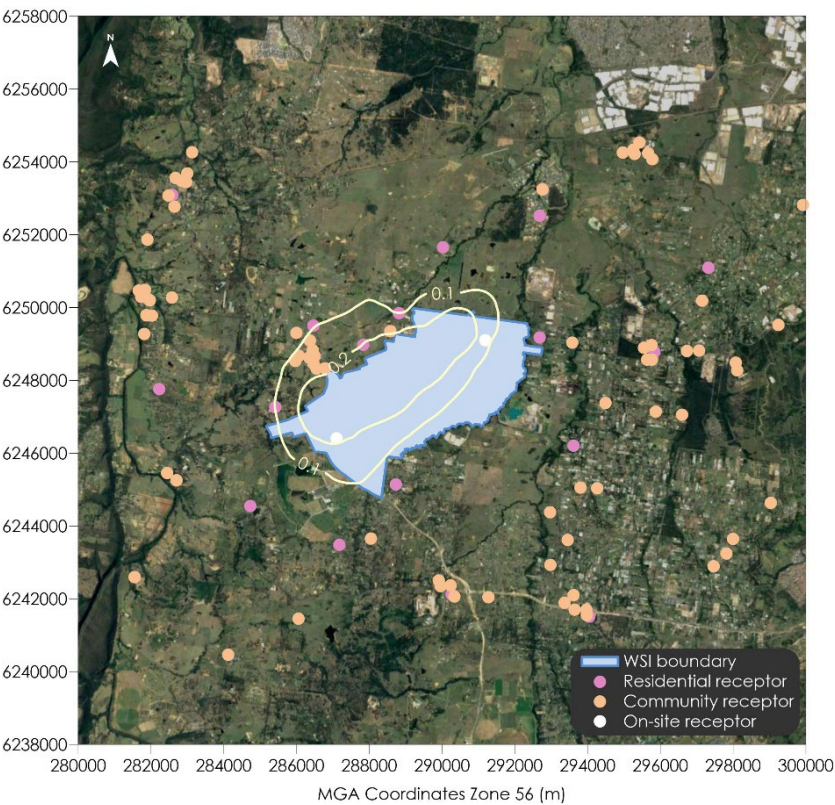 6258000
N
6256000
6254000
6252000
6250000
0.1
6248000
0.2
6246000
0.1
6244000
6242000
6240000
WSI boundary
Residential receptor
Community receptor
On-site receptor
6238000
280000 282000 284000 286000 288000 290000 292000 294000 296000 298000 300000
MGA Coordinates Zone 56 (m)